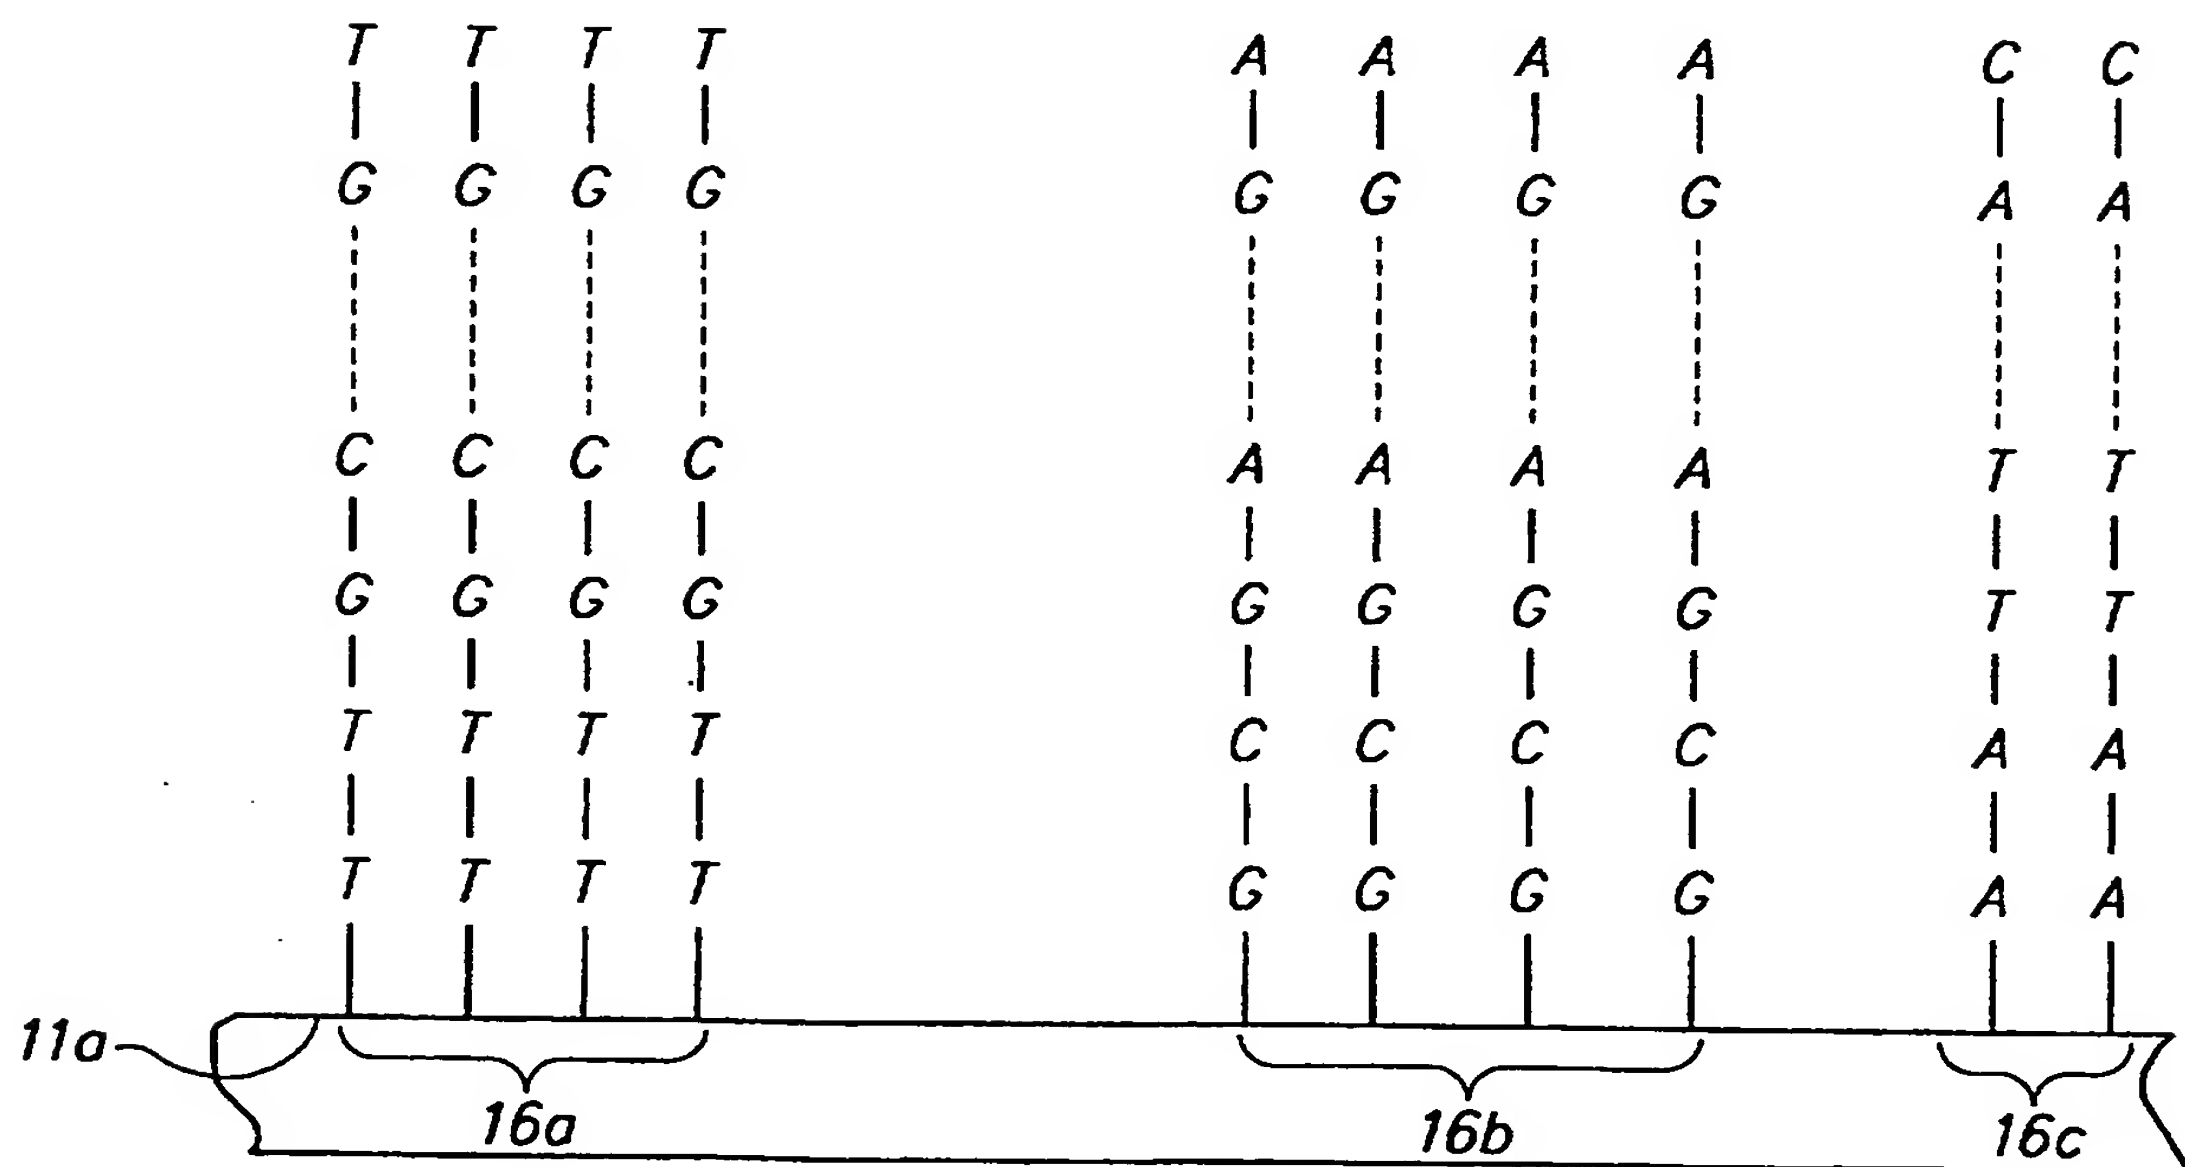 T T T T A A A A C C
G G G G G G G G A A
C C C C A A A A T T
G G G G G G G G T T
T T T T C C C C A A
T T T T G G G G A A
11a
16a 16b 16c